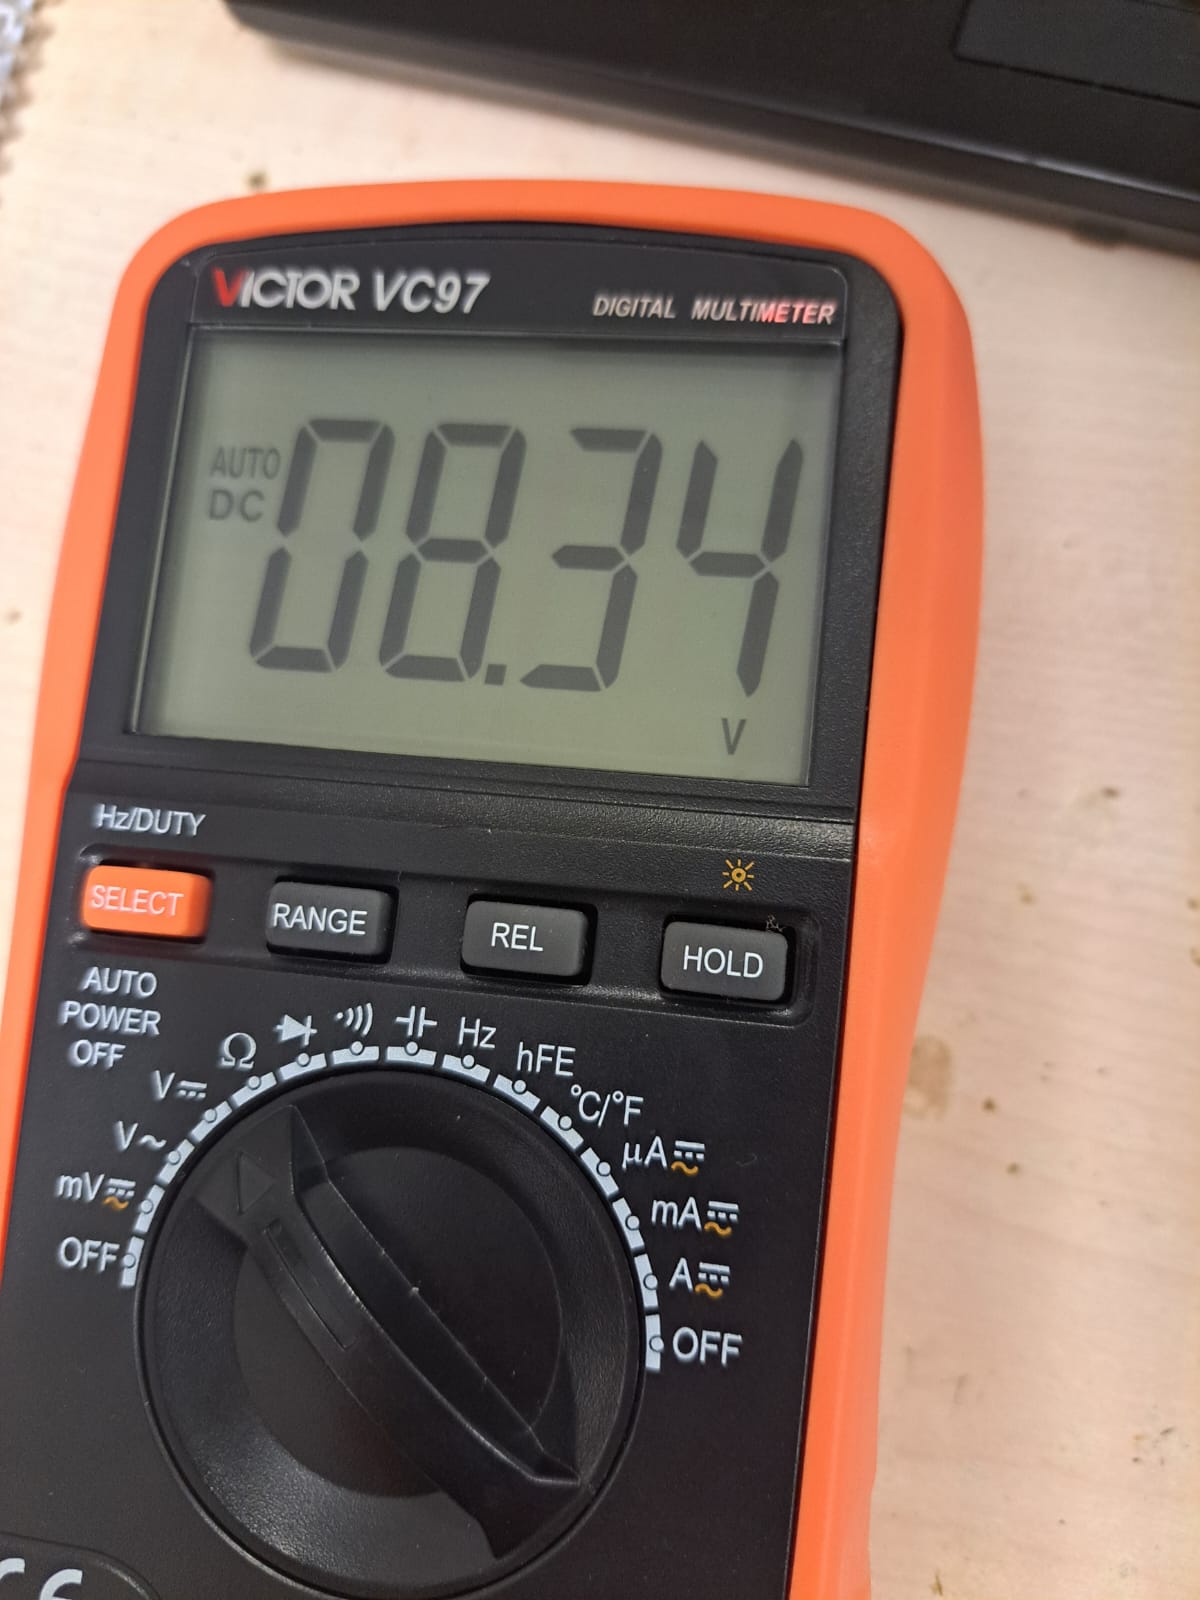 VICTOR VC97
DIGITAL MULTIMETER
AUTO
DC
08.34
V
Hz/DUTY
SELECT
RANGE
REL
HOLD
AUTO
POWER
OFF
Ω
Hz
hFE
°C/°F
V⎓
V~
mV⎓~
OFF
µA⎓~
mA⎓~
A⎓~
OFF
CE